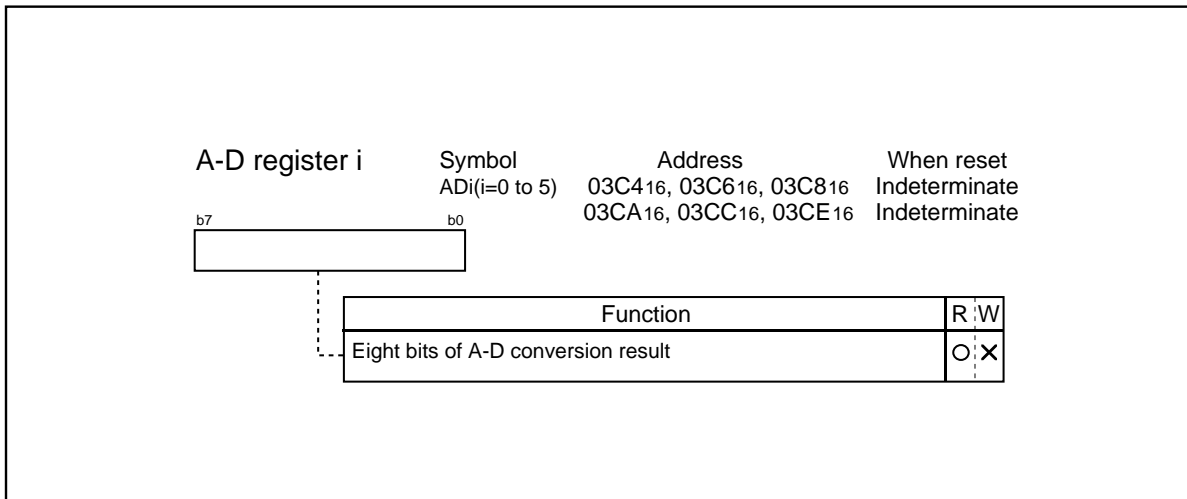 A-D register i Symbol Address When reset
ADi(i=0 to 5) 03C416, 03C616, 03C816 Indeterminate
03CA16, 03CC16, 03CE16 Indeterminate
b7 b0
Function R W
Eight bits of A-D conversion result O X